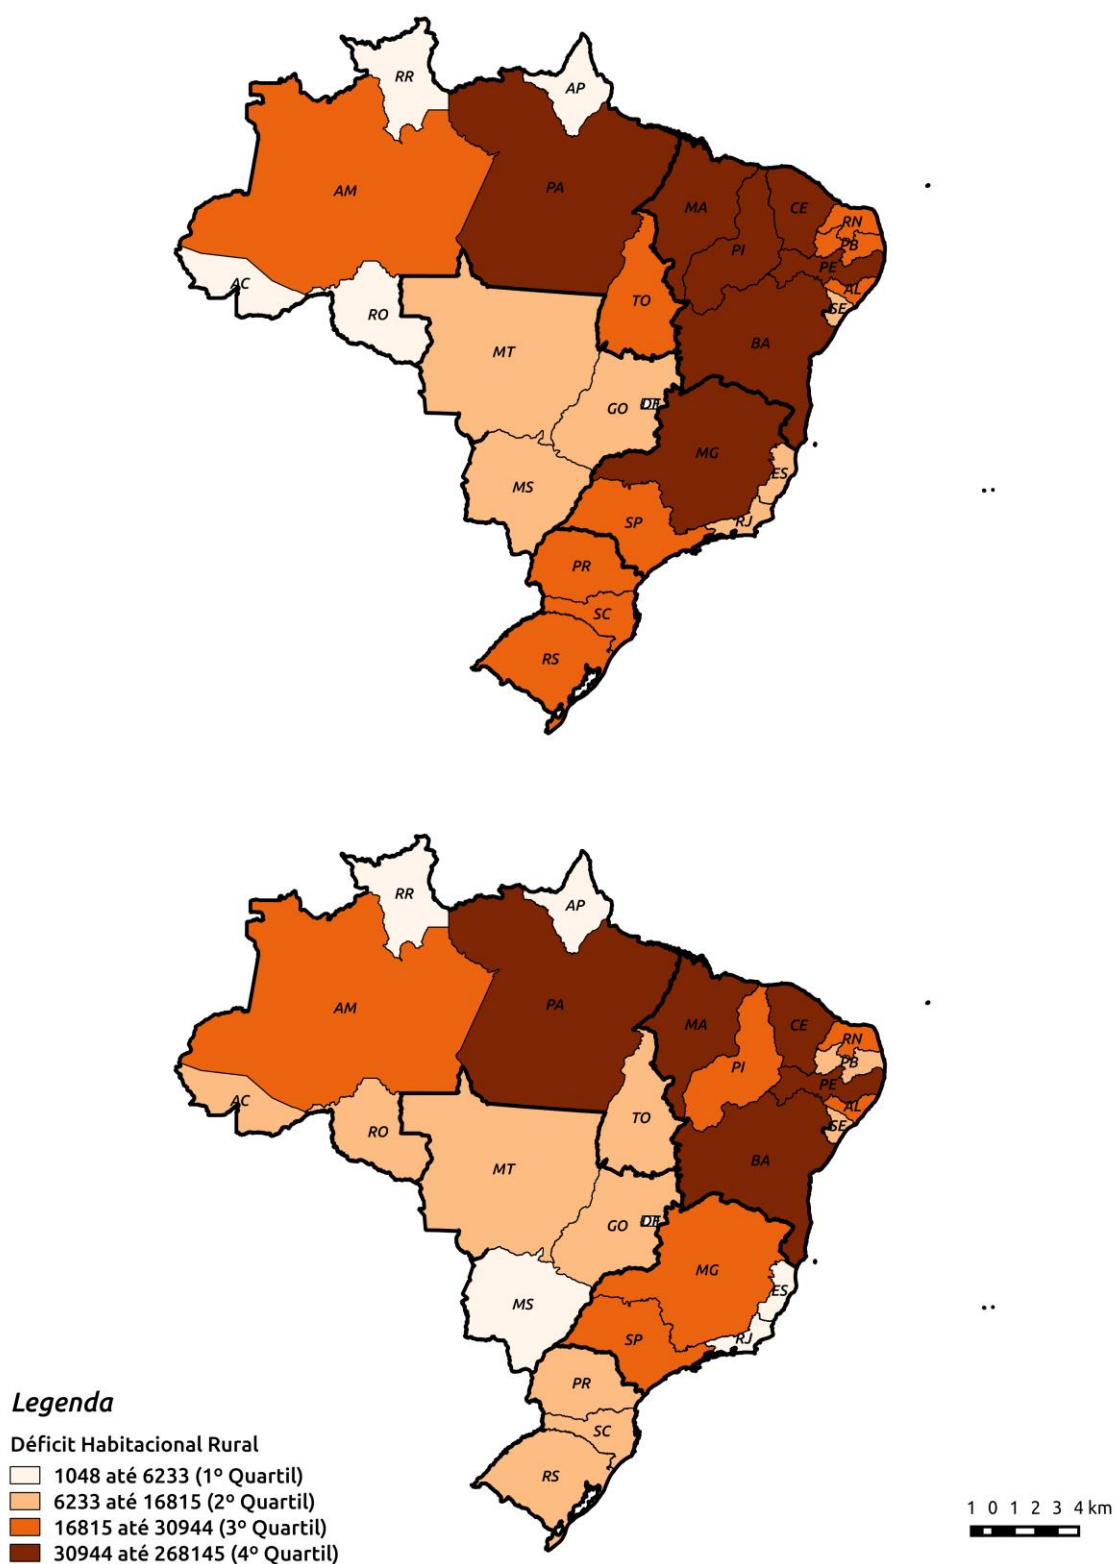 RR
AP
AM
PA
MA
CE
RN
PB
PI
PE
AL
SE
AC
RO
TO
BA
MT
GO
DF
MG
MS
ES
SP
RJ
PR
SC
RS
RR
AP
AM
PA
MA
CE
RN
PB
PI
PE
AL
SE
AC
RO
TO
BA
MT
GO
DF
MG
MS
ES
SP
RJ
PR
SC
RS
Legenda
Déficit Habitacional Rural
1048 até 6233 (1º Quartil)
6233 até 16815 (2º Quartil)
16815 até 30944 (3º Quartil)
30944 até 268145 (4º Quartil)
1 0 1 2 3 4 km